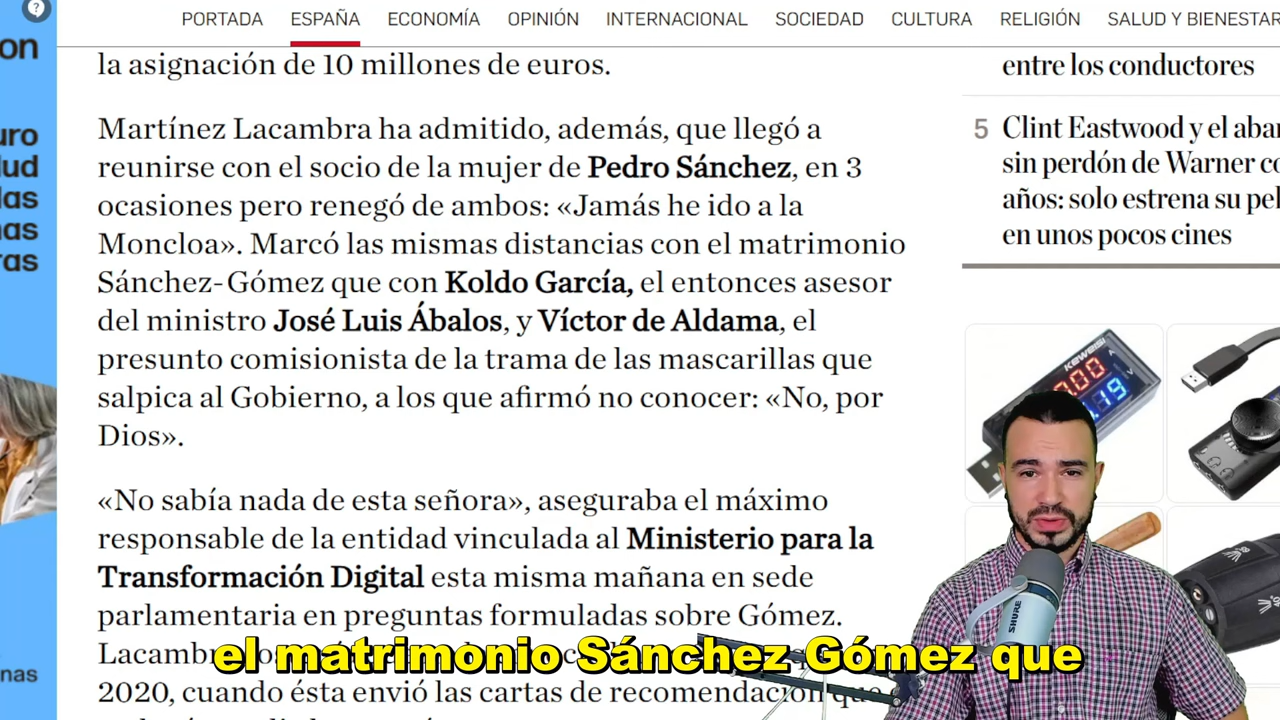 PORTADA ESPAÑA ECONOMÍA OPINIÓN INTERNACIONAL SOCIEDAD CULTURA RELIGIÓN SALUD Y BIENESTAR
la asignación de 10 millones de euros.
Martínez Lacambra ha admitido, además, que llegó a
reunirse con el socio de la mujer de Pedro Sánchez, en 3
ocasiones pero renegó de ambos: «Jamás he ido a la
Moncloa». Marcó las mismas distancias con el matrimonio
Sánchez-Gómez que con Koldo García, el entonces asesor
del ministro José Luis Ábalos, y Víctor de Aldama, el
presunto comisionista de la trama de las mascarillas que
salpica al Gobierno, a los que afirmó no conocer: «No, por
Dios».
«No sabía nada de esta señora», aseguraba el máximo
responsable de la entidad vinculada al Ministerio para la
Transformación Digital esta misma mañana en sede
parlamentaria en preguntas formuladas sobre Gómez.
2020, cuando ésta envió las cartas de recomendación
entre los conductores
5 Clint Eastwood y el
sin perdón de Warner
años: solo estrena su
en unos pocos cines
KEWEISI
SHURE
el matrimonio Sánchez Gómez que